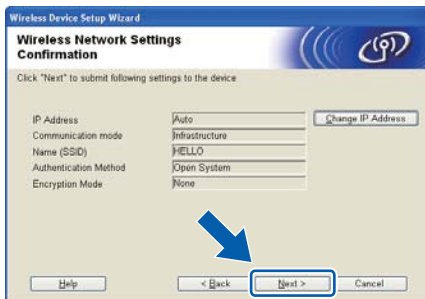 Wireless Device Setup Wizard
Wireless Network Settings
Confirmation
Click "Next" to submit following settings to the device
IP Address Auto Change IP Address
Communication mode Infrastructure
Name (SSID) HELLO
Authentication Method Open System
Encryption Mode None
Help < Back Next > Cancel